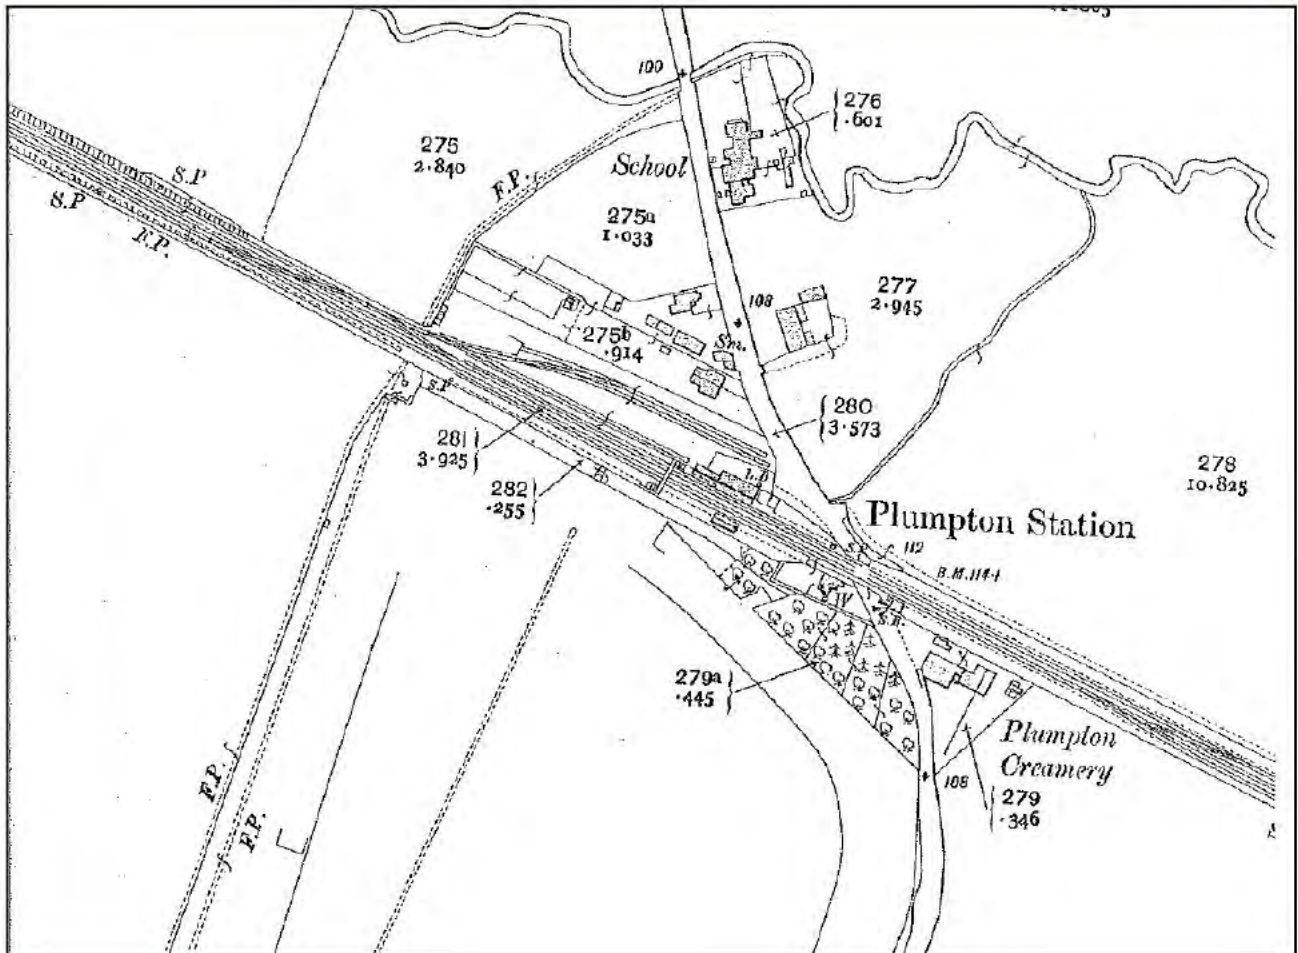 100
276
.601
275
2.840
S.P
School
F.P.
S.P
275a
1.033
F.P.
277
2.945
108
Sm.
275b
.914
S.P
280
3.573
281
3.925
278
10.825
282
.255
L.B
Plumpton Station
S.P
112
B.M.114.1
W
S.B.
279a
.445
Plumpton
Creamery
F.P.
108
279
.346
F.P.